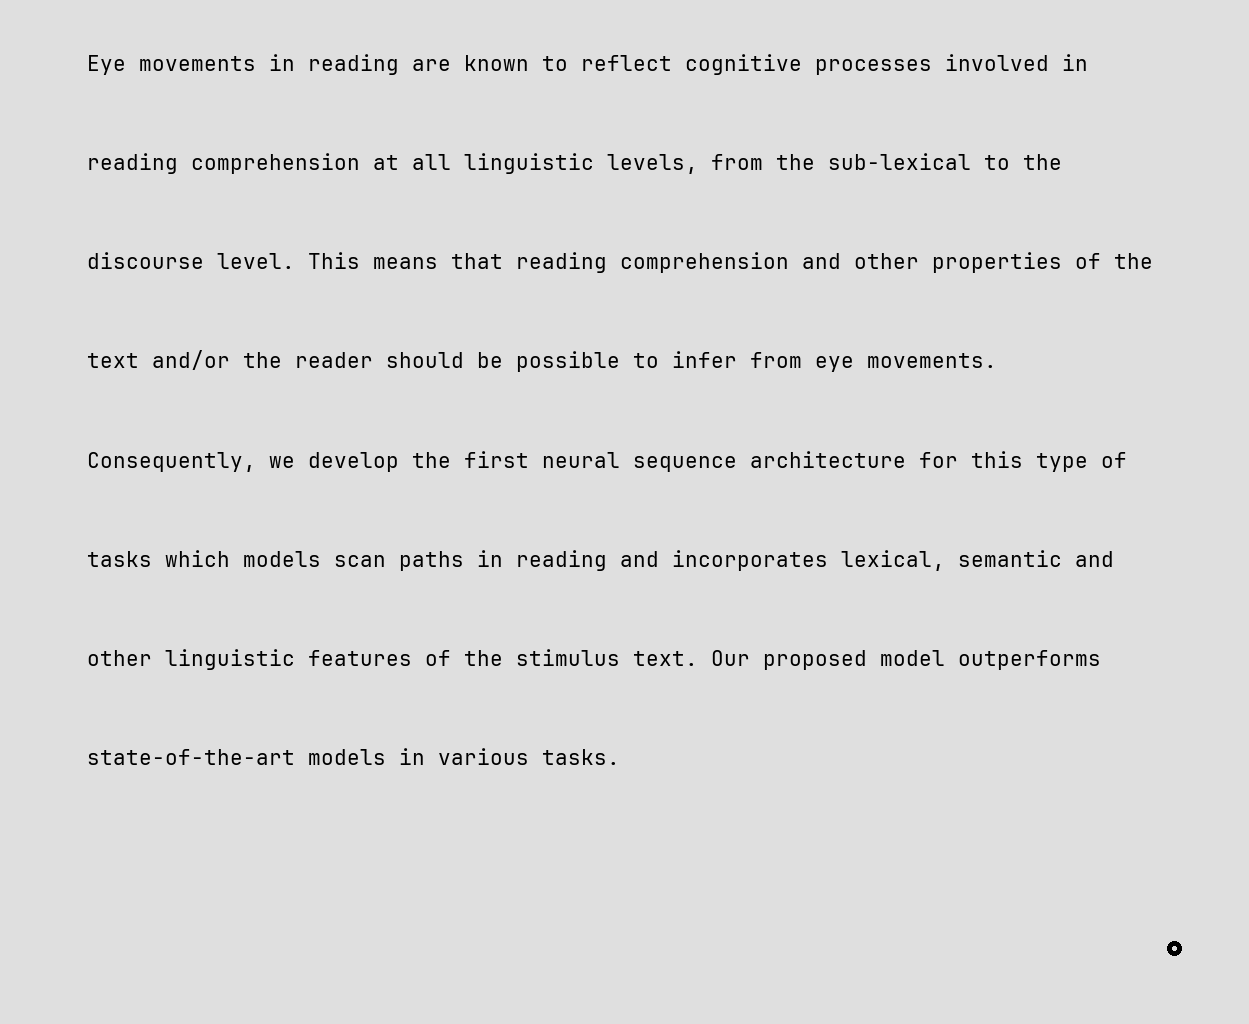 Eye movements in reading are known to reflect cognitive processes involved in
reading comprehension at all linguistic levels, from the sub-lexical to the
discourse level. This means that reading comprehension and other properties of the
text and/or the reader should be possible to infer from eye movements.
Consequently, we develop the first neural sequence architecture for this type of
tasks which models scan paths in reading and incorporates lexical, semantic and
other linguistic features of the stimulus text. Our proposed model outperforms
state-of-the-art models in various tasks.